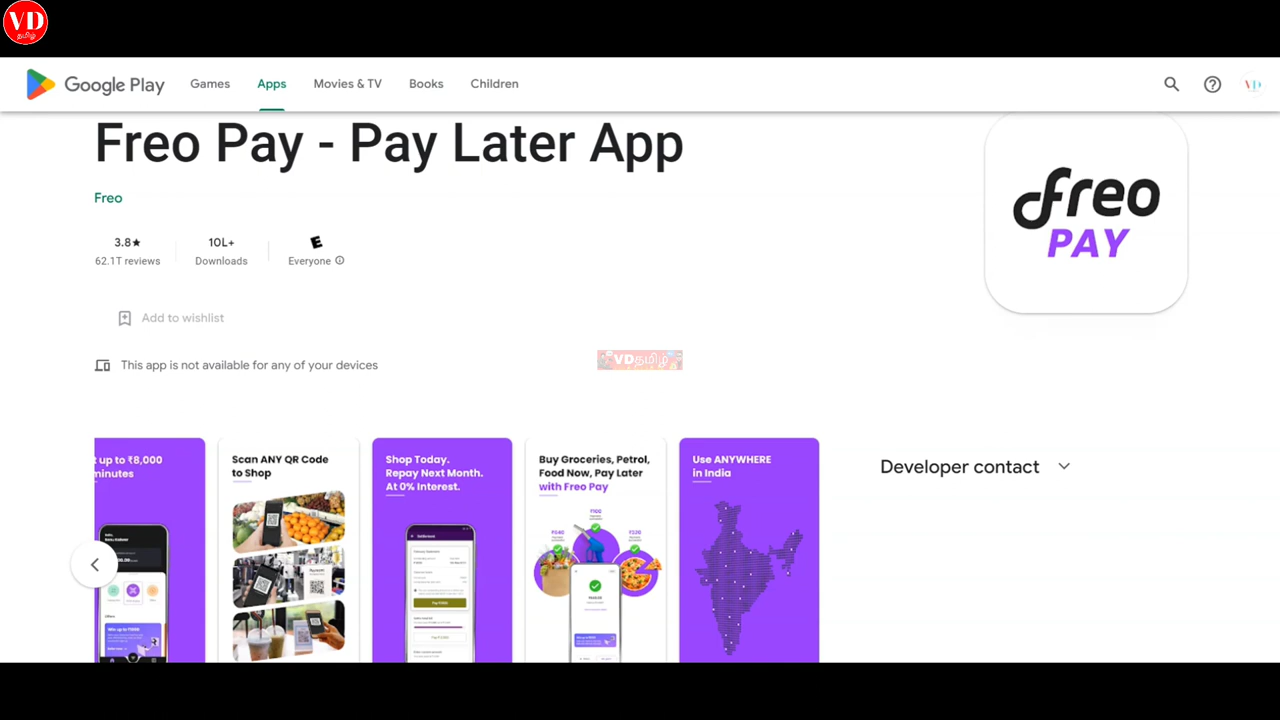 VD
தமிழ்
Google Play
Games
Apps
Movies & TV
Books
Children
VD
Freo Pay - Pay Later App
Freo
3.8★
62.1T reviews
10L+
Downloads
E
Everyone
Add to wishlist
This app is not available for any of your devices
freo
PAY
VDதமிழ்
t up to ₹8,000
minutes
Scan ANY QR Code
to Shop
Shop Today.
Repay Next Month.
At 0% Interest.
Buy Groceries, Petrol,
Food Now, Pay Later
with Freo Pay
Use ANYWHERE
in India
Developer contact